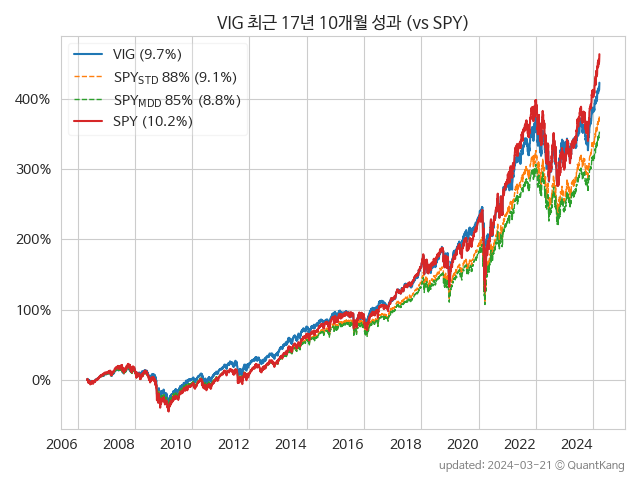 VIG 최근 17년 10개월 성과 (vs SPY)
VIG (9.7%)
SPY_STD 88% (9.1%)
SPY_MDD 85% (8.8%)
SPY (10.2%)
400%
300%
200%
100%
0%
2006 2008 2010 2012 2014 2016 2018 2020 2022 2024
updated: 2024-03-21 © QuantKang